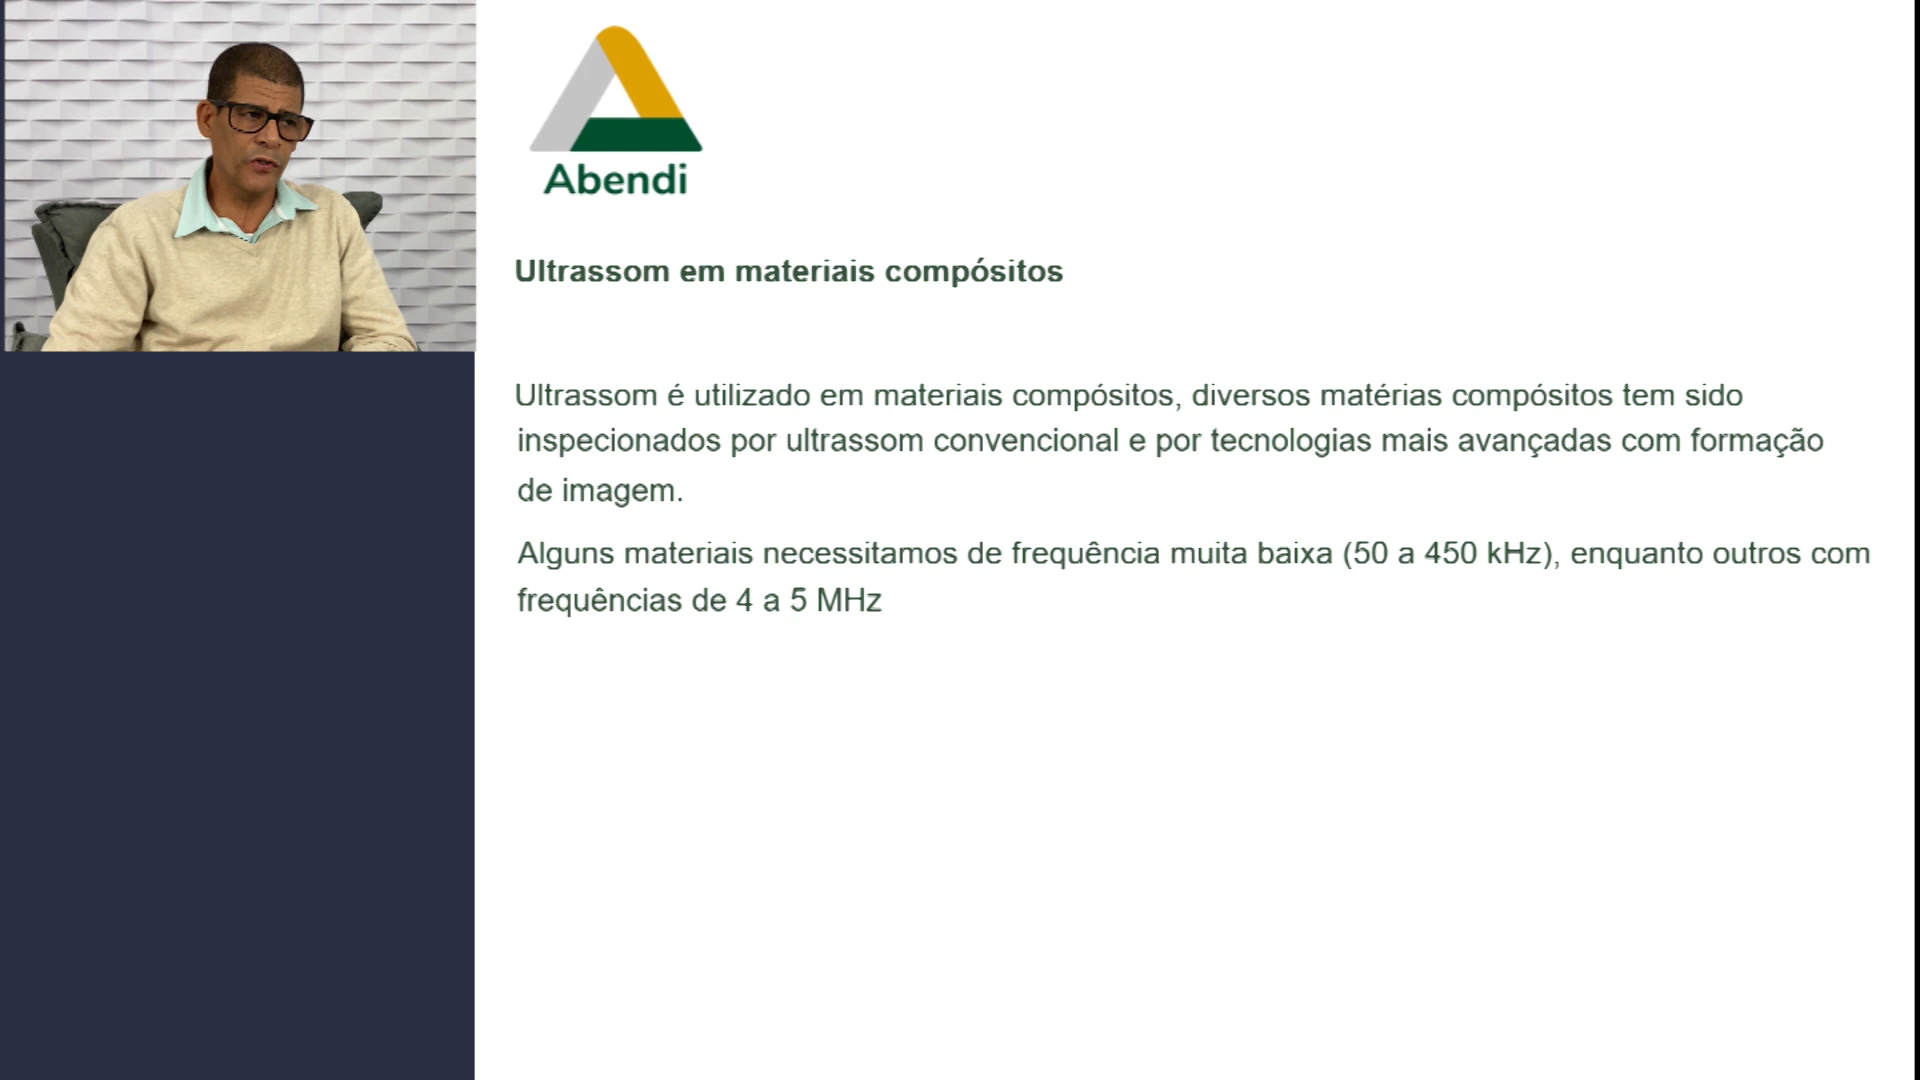 Abendi
Ultrassom em materiais compósitos
Ultrassom é utilizado em materiais compósitos, diversos matérias compósitos tem sido
inspecionados por ultrassom convencional e por tecnologias mais avançadas com formação
de imagem.
Alguns materiais necessitamos de frequência muita baixa (50 a 450 kHz), enquanto outros com
frequências de 4 a 5 MHz